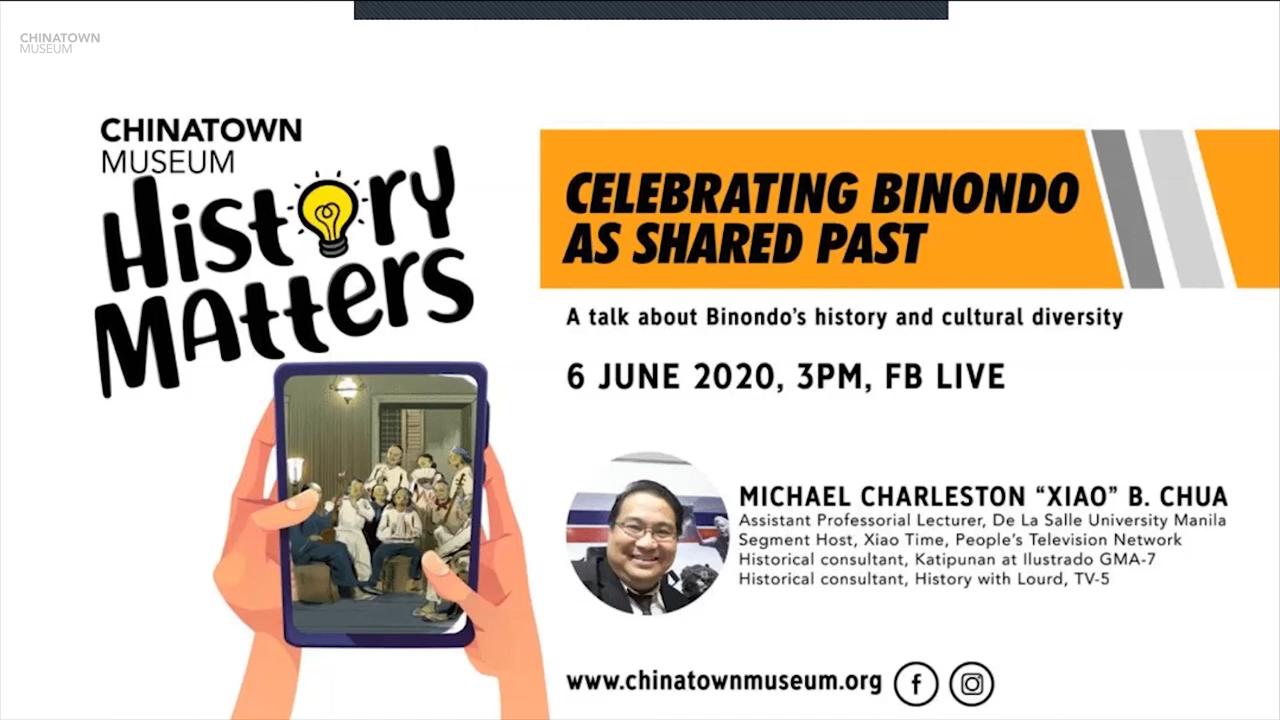 CHINATOWN
MUSEUM
CHINATOWN
MUSEUM
History
Matters
CELEBRATING BINONDO
AS SHARED PAST
A talk about Binondo's history and cultural diversity
6 JUNE 2020, 3PM, FB LIVE
MICHAEL CHARLESTON “XIAO” B. CHUA
Assistant Professorial Lecturer, De La Salle University Manila
Segment Host, Xiao Time, People's Television Network
Historical consultant, Katipunan at Ilustrado GMA-7
Historical consultant, History with Lourd, TV-5
www.chinatownmuseum.org